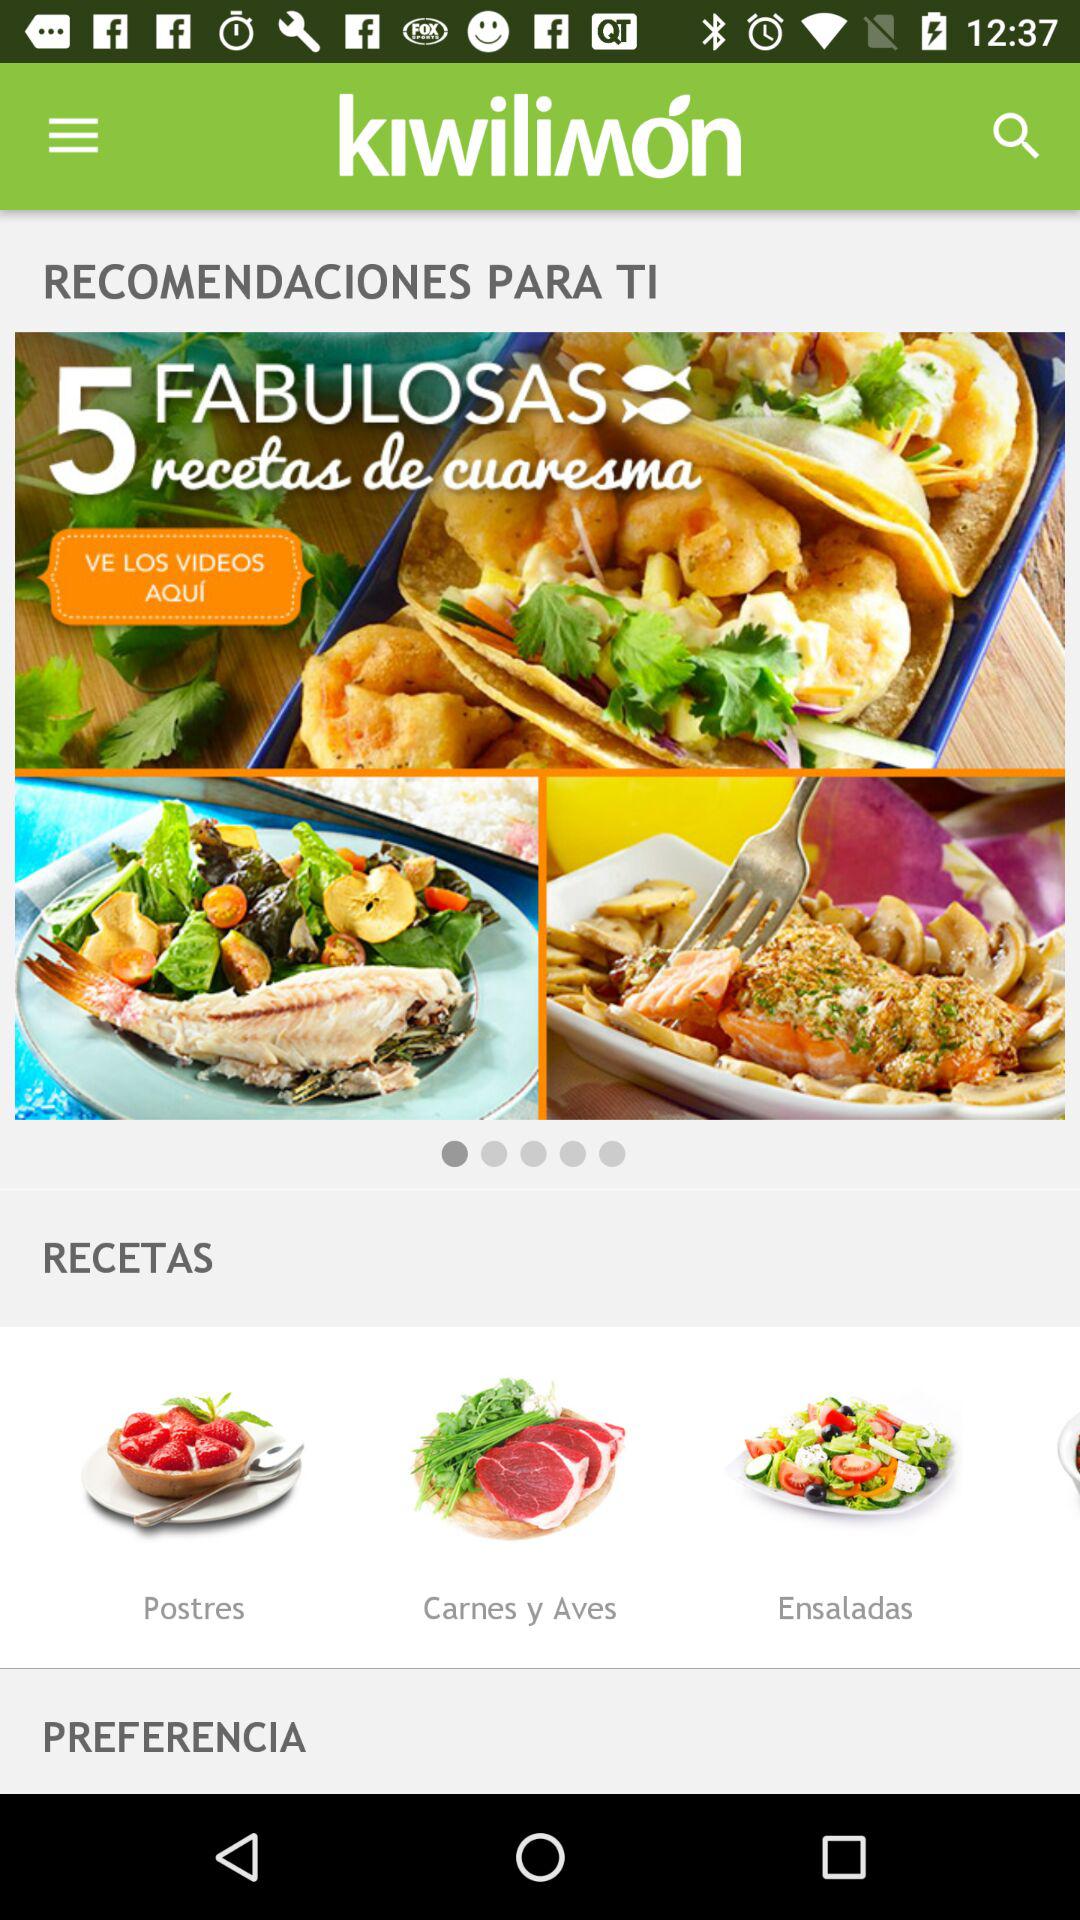 FOX
SPORTS
QT
12:37
kiwilimón
RECOMENDACIONES PARA TI
5 FABULOSAS
recetas de cuaresma
VE LOS VIDEOS
AQUÍ
RECETAS
Postres
Carnes y Aves
Ensaladas
PREFERENCIA